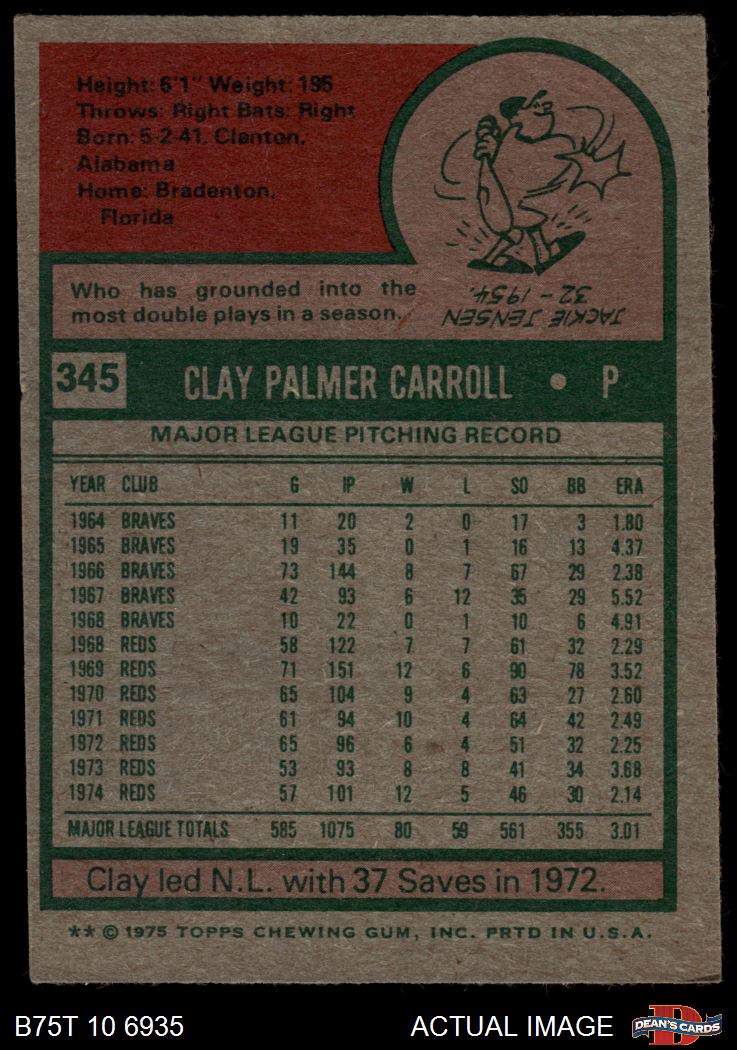 Height: 6'1" Weight: 195
Throws: Right Bats: Right
Born: 5-2-41, Clanton,
Alabama
Home: Bradenton,
Florida
Who has grounded into the
most double plays in a season.
JACKIE JENSEN
32 - 1954.
345 CLAY PALMER CARROLL • P
MAJOR LEAGUE PITCHING RECORD
YEAR CLUB G IP W L SO BB ERA
1964 BRAVES 11 20 2 0 17 3 1.80
1965 BRAVES 19 35 0 1 16 13 4.37
1966 BRAVES 73 144 8 7 67 29 2.38
1967 BRAVES 42 93 6 12 35 29 5.52
1968 BRAVES 10 22 0 1 10 6 4.91
1968 REDS 58 122 7 7 61 32 2.29
1969 REDS 71 151 12 6 90 78 3.52
1970 REDS 65 104 9 4 63 27 2.60
1971 REDS 61 94 10 4 64 42 2.49
1972 REDS 65 96 6 4 51 32 2.25
1973 REDS 53 93 8 8 41 34 3.68
1974 REDS 57 101 12 5 46 30 2.14
MAJOR LEAGUE TOTALS 585 1075 80 59 561 355 3.01
Clay led N.L. with 37 Saves in 1972.
** © 1975 TOPPS CHEWING GUM, INC. PRTD IN U.S.A.
B75T 10 6935 ACTUAL IMAGE
DEAN'S CARDS